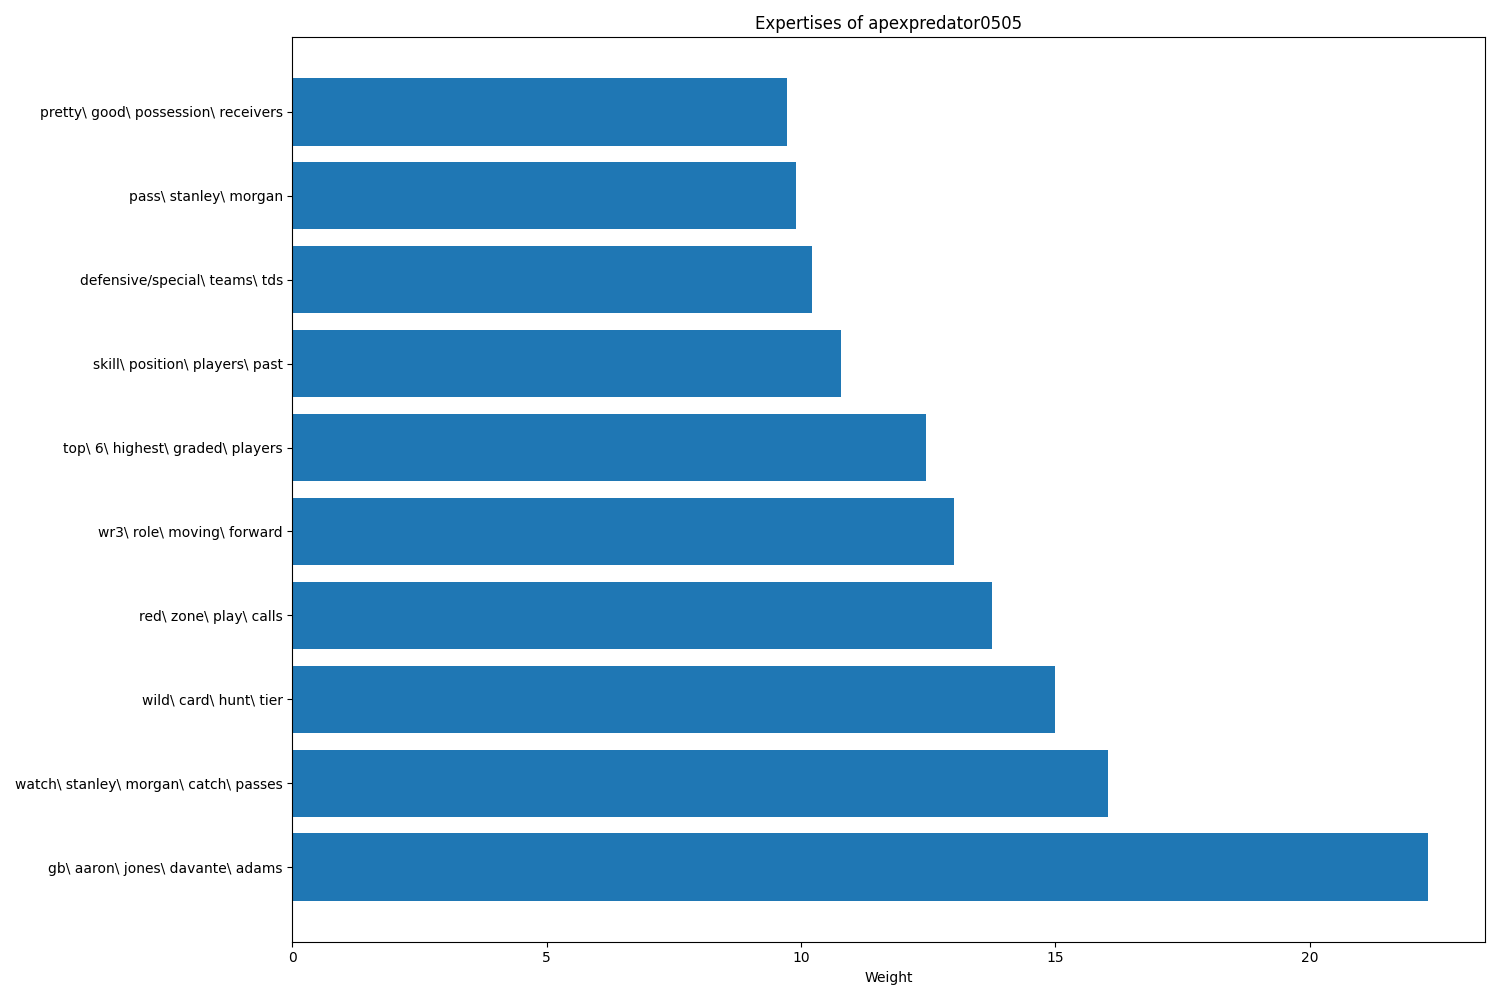 Expertises of apexpredator0505
pretty\ good\ possession\ receivers
pass\ stanley\ morgan
defensive/special\ teams\ tds
skill\ position\ players\ past
top\ 6\ highest\ graded\ players
wr3\ role\ moving\ forward
red\ zone\ play\ calls
wild\ card\ hunt\ tier
watch\ stanley\ morgan\ catch\ passes
gb\ aaron\ jones\ davante\ adams
0 5 10 15 20
Weight